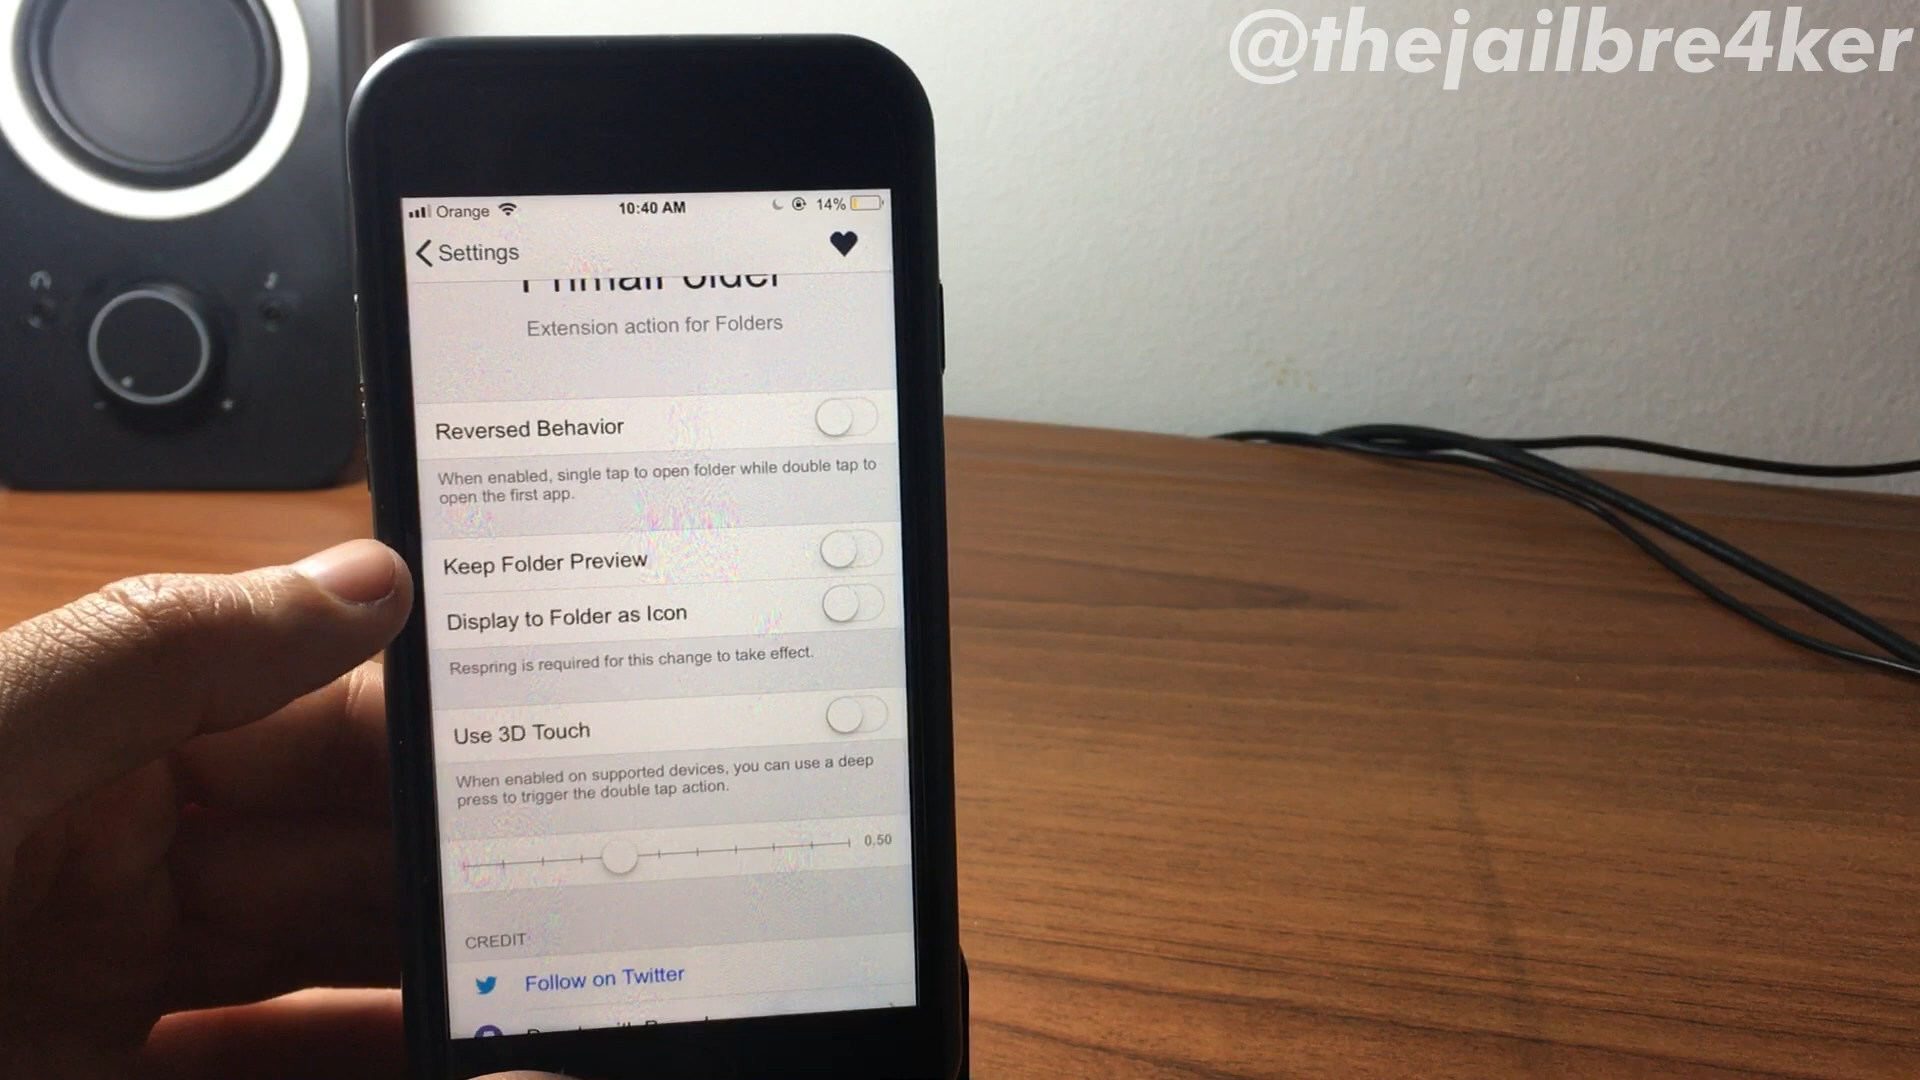 @thejailbre4ker
Orange 10:40 AM 14%
Settings
Extension action for Folders
Reversed Behavior
When enabled, single tap to open folder while double tap to
open the first app.
Keep Folder Preview
Display to Folder as Icon
Respring is required for this change to take effect.
Use 3D Touch
When enabled on supported devices, you can use a deep
press to trigger the double tap action.
0.50
CREDIT
Follow on Twitter